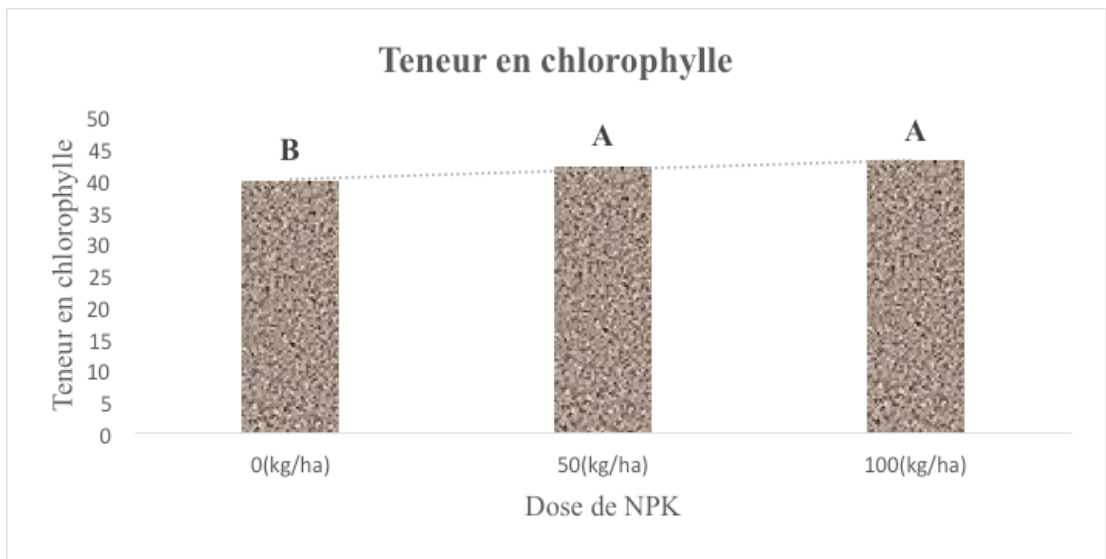 Teneur en chlorophylle
Teneur en chlorophylle
50
45
40
35
30
25
20
15
10
5
0
B
A
A
0(kg/ha)
50(kg/ha)
100(kg/ha)
Dose de NPK